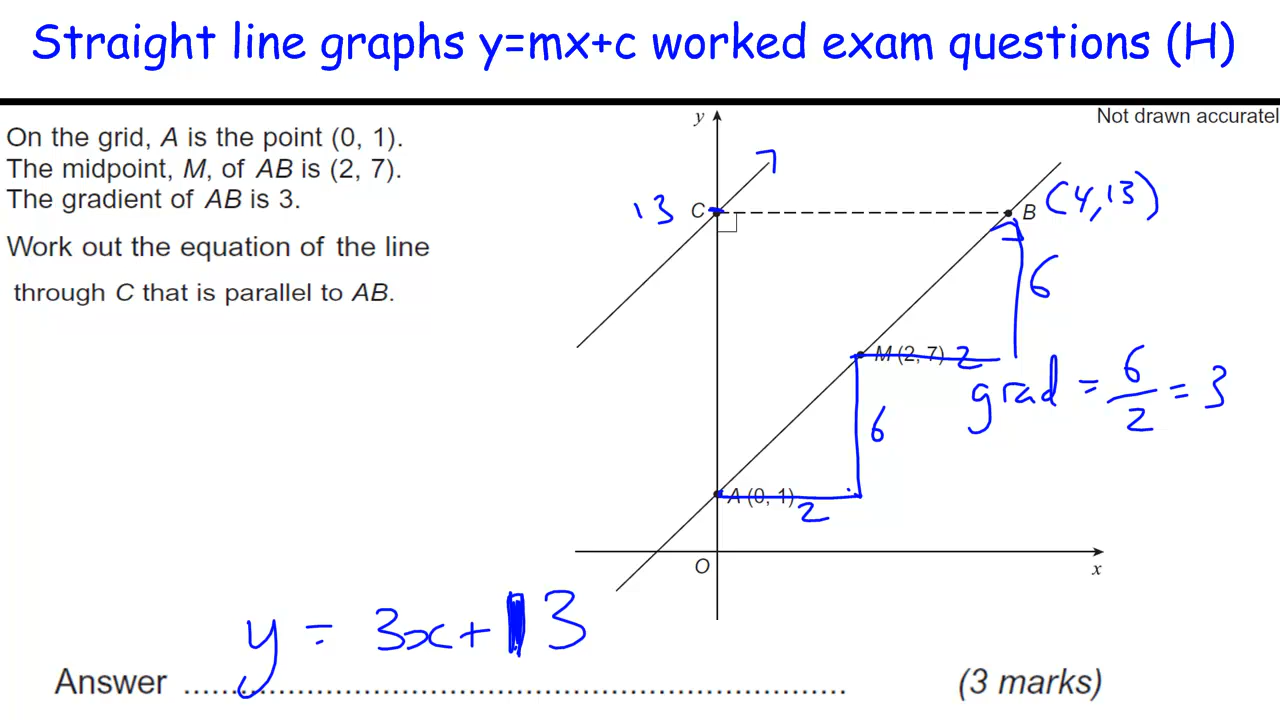 Straight line graphs y=mx+c worked exam questions (H)
Not drawn accuratel
On the grid, A is the point (0, 1).
The midpoint, M, of AB is (2, 7).
The gradient of AB is 3.
Work out the equation of the line
through C that is parallel to AB.
y
13 C
B (4,13)
6
M (2, 7) 2
grad = 6/2 = 3
6
A (0, 1)
2
O
x
y = 3x+13
Answer ................................................................
(3 marks)